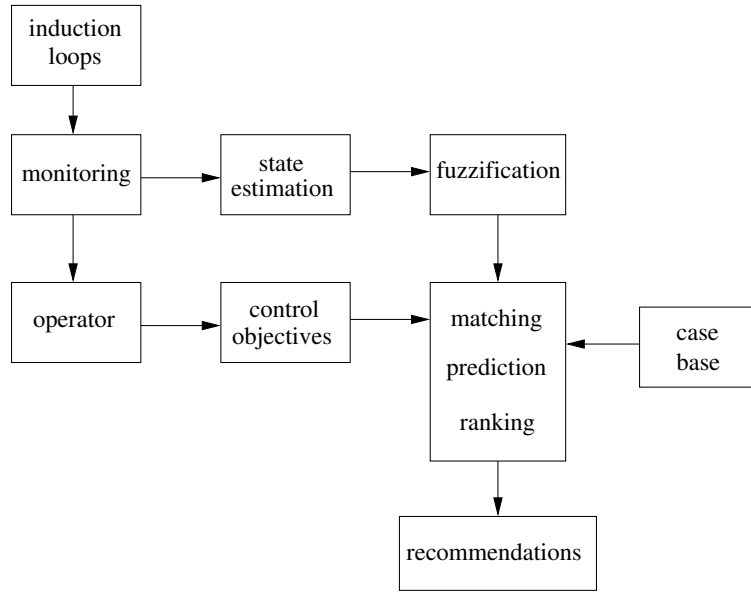 induction
loops
monitoring
state
estimation
fuzzification
operator
control
objectives
matching
prediction
ranking
case
base
recommendations